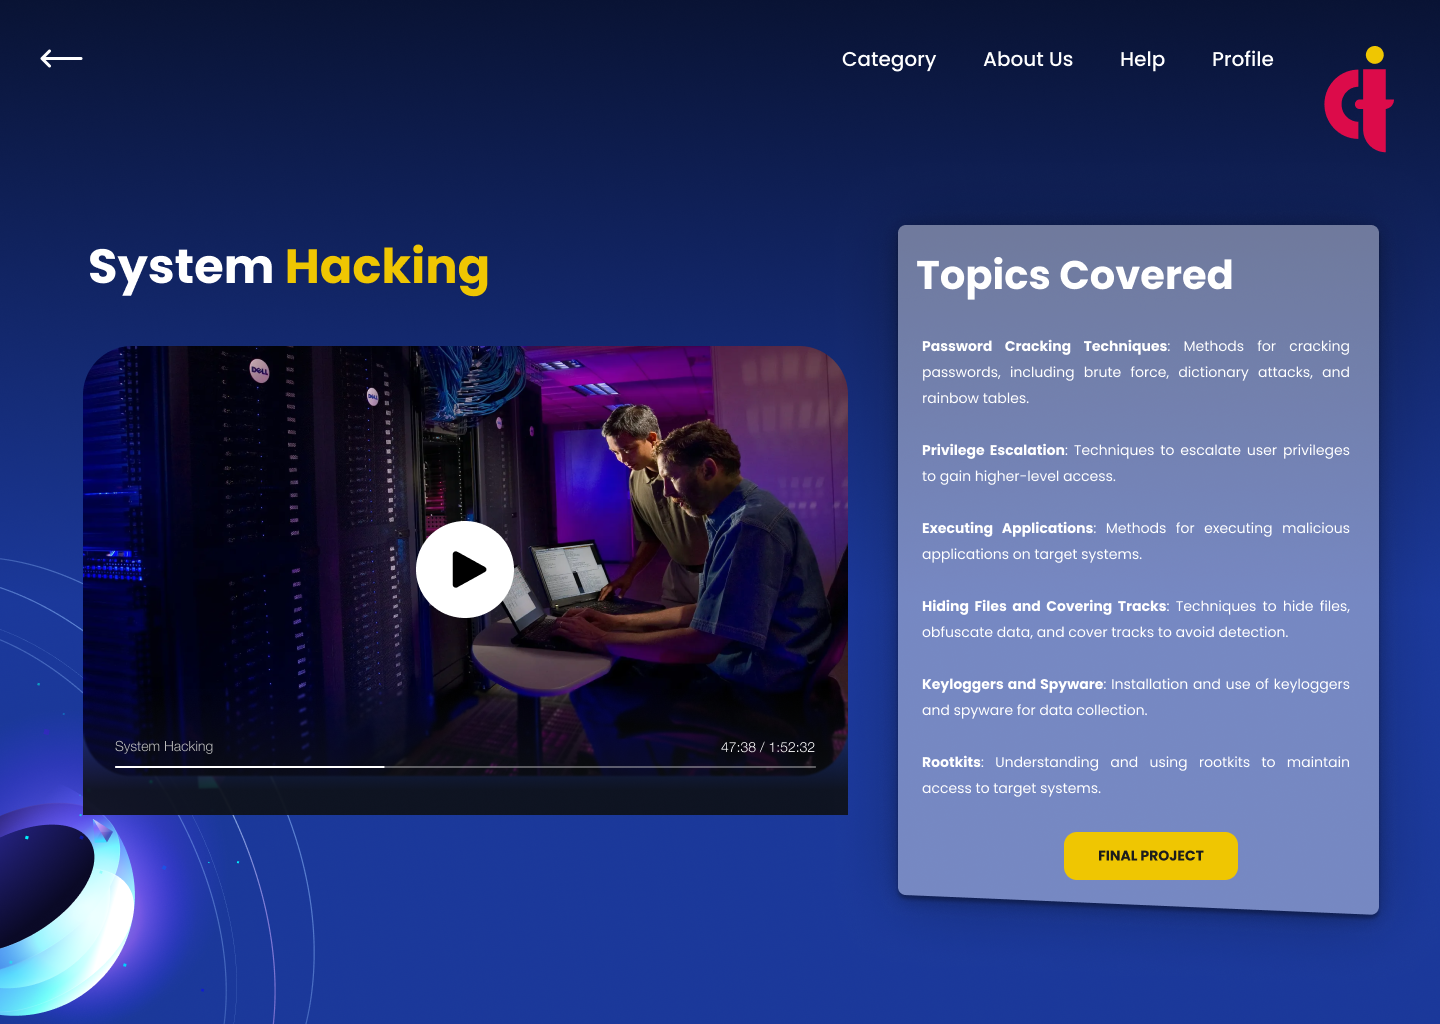 Category About Us Help Profile
System Hacking
DELL
DELL
System Hacking
47:38 / 1:52:32
Topics Covered
Password Cracking Techniques: Methods for cracking
passwords, including brute force, dictionary attacks, and
rainbow tables.
Privilege Escalation: Techniques to escalate user privileges
to gain higher-level access.
Executing Applications: Methods for executing malicious
applications on target systems.
Hiding Files and Covering Tracks: Techniques to hide files,
obfuscate data, and cover tracks to avoid detection.
Keyloggers and Spyware: Installation and use of keyloggers
and spyware for data collection.
Rootkits: Understanding and using rootkits to maintain
access to target systems.
FINAL PROJECT